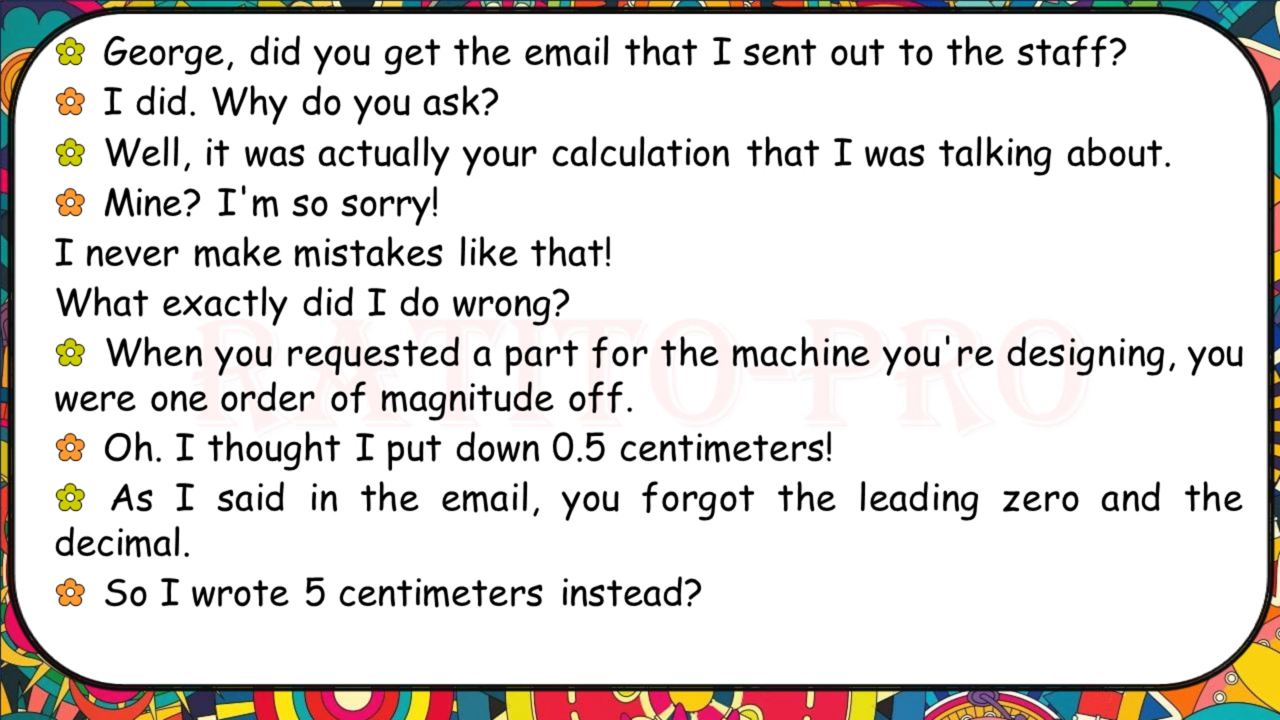 George, did you get the email that I sent out to the staff?
I did. Why do you ask?
Well, it was actually your calculation that I was talking about.
Mine? I'm so sorry!
I never make mistakes like that!
What exactly did I do wrong?
When you requested a part for the machine you're designing, you
were one order of magnitude off.
Oh. I thought I put down 0.5 centimeters!
As I said in the email, you forgot the leading zero and the
decimal.
So I wrote 5 centimeters instead?
RATITO-PRO